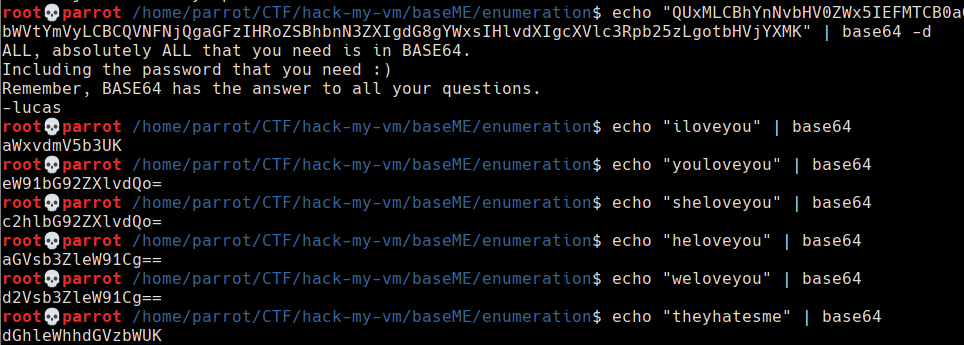 root💀parrot /home/parrot/CTF/hack-my-vm/baseME/enumeration$ echo "QUxMLCBhYnNvbHV0ZWx5IEFMTCB0a
bWVtYmVyLCBCQVNFNjQgaGFzIHRoZSBhbnN3ZXIgdG8gYWxsIHlvdXIgcXVlc3Rpb25zLgotbHVjYXMK" | base64 -d
ALL, absolutely ALL that you need is in BASE64.
Including the password that you need :)
Remember, BASE64 has the answer to all your questions.
-lucas
root💀parrot /home/parrot/CTF/hack-my-vm/baseME/enumeration$ echo "iloveyou" | base64
aWxvdmV5b3UK
root💀parrot /home/parrot/CTF/hack-my-vm/baseME/enumeration$ echo "youloveyou" | base64
eW91bG92ZXlvdQo=
root💀parrot /home/parrot/CTF/hack-my-vm/baseME/enumeration$ echo "sheloveyou" | base64
c2hlbG92ZXlvdQo=
root💀parrot /home/parrot/CTF/hack-my-vm/baseME/enumeration$ echo "heloveyou" | base64
aGVsb3ZleW91Cg==
root💀parrot /home/parrot/CTF/hack-my-vm/baseME/enumeration$ echo "weloveyou" | base64
d2Vsb3ZleW91Cg==
root💀parrot /home/parrot/CTF/hack-my-vm/baseME/enumeration$ echo "theyhatesme" | base64
dGhleWhhdGVzbWUK